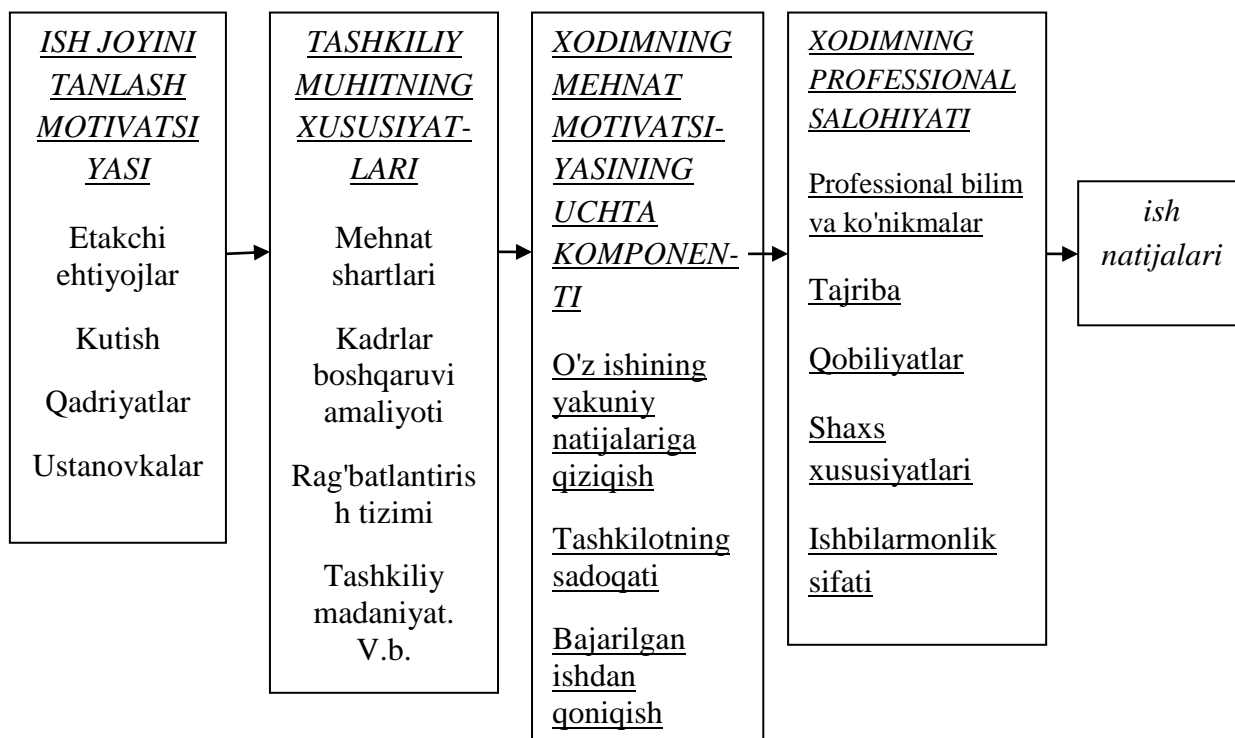 ISH JOYINI
TANLASH
MOTIVATSI
YASI
Etakchi
ehtiyojlar
Kutish
Qadriyatlar
Ustanovkalar
TASHKILIY
MUHITNING
XUSUSIYAT-
LARI
Mehnat
shartlari
Kadrlar
boshqaruvi
amaliyoti
Rag'batlantiris
h tizimi
Tashkiliy
madaniyat.
V.b.
XODIMNING
MEHNAT
MOTIVATSI-
YASINING
UCHTA
KOMPONEN-
TI
O'z ishining
yakuniy
natijalariga
qiziqish
Tashkilotning
sadoqati
Bajarilgan
ishdan
qoniqish
XODIMNING
PROFESSIONAL
SALOHIYATI
Professional bilim
va ko'nikmalar
Tajriba
Qobiliyatlar
Shaxs
xususiyatlari
Ishbilarmonlik
sifati
ish
natijalari